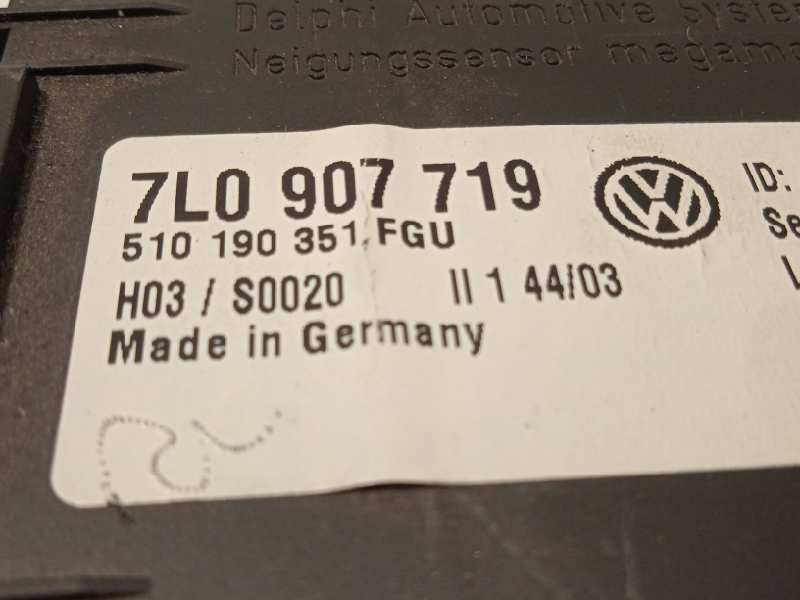 Delphi Automotive System
Neigungssensor megamo
7L0 907 719
510 190 351 FGU
H03 / S0020 II 1 44/03
Made in Germany
ID:
Se
L